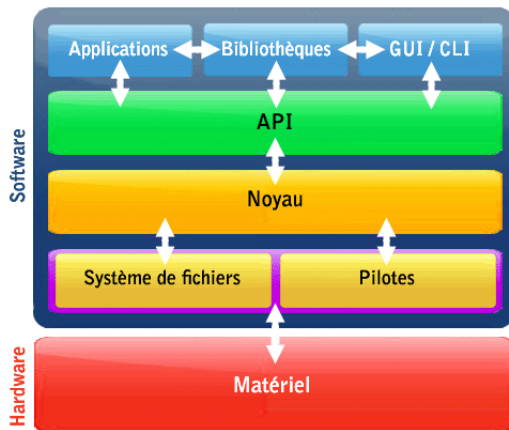 Applications
Bibliothèques
GUI / CLI
API
Software
Noyau
Système de fichiers
Pilotes
Hardware
Matériel